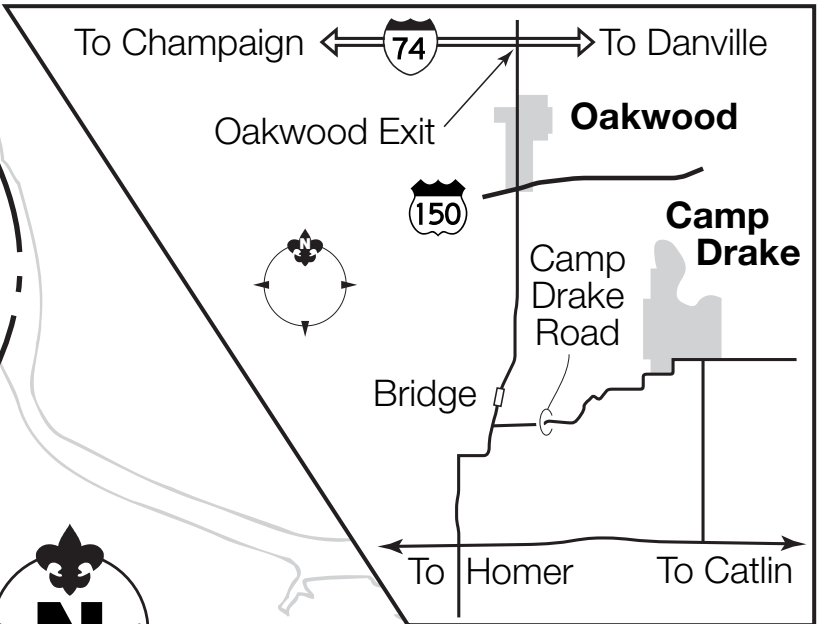 To Champaign
74
To Danville
Oakwood Exit
Oakwood
150
N
Camp
Drake
Camp
Drake
Road
Bridge
To Homer
To Catlin
N